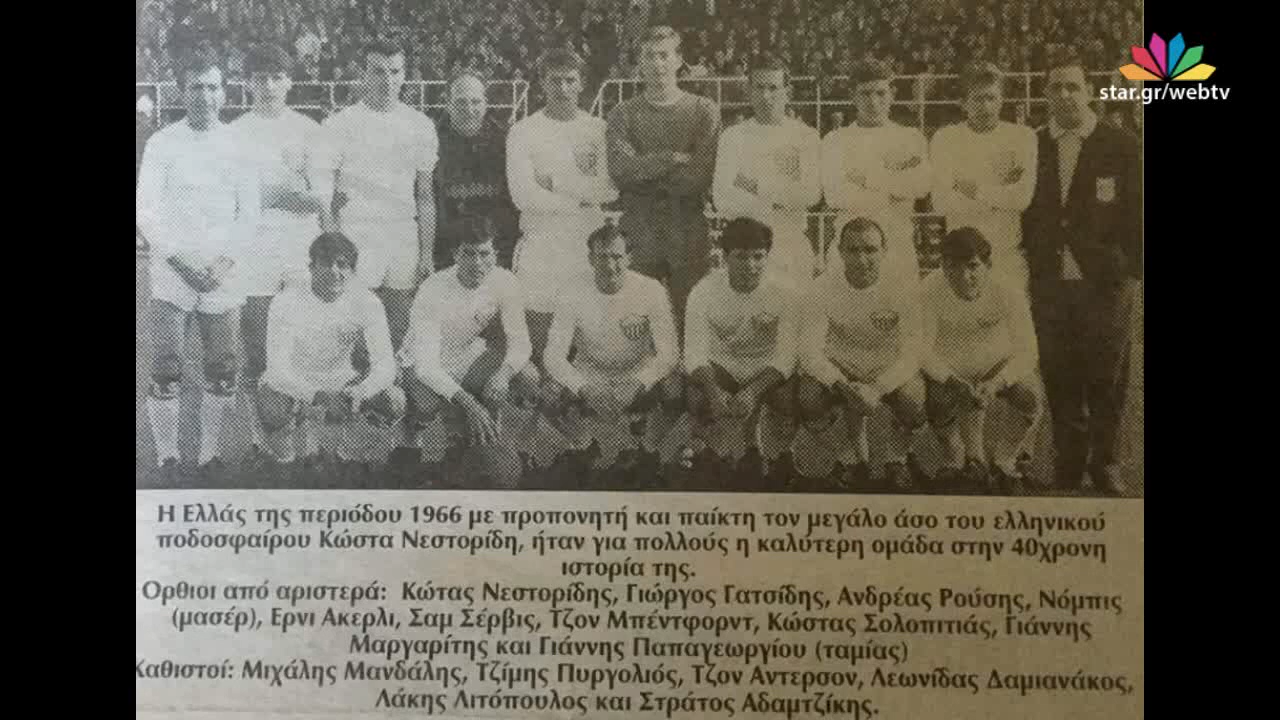 star.gr/webtv
Η Ελλάς της περιόδου 1966 με προπονητή και παίκτη τον μεγάλο άσο του ελληνικού
ποδοσφαίρου Κώστα Νεστορίδη, ήταν για πολλούς η καλύτερη ομάδα στην 40χρονη
ιστορία της.
Ορθιοι από αριστερά: Κώτας Νεστορίδης, Γιώργος Γατσίδης, Ανδρέας Ρούσης, Νόμπις
(μασέρ), Ερνι Ακερλι, Σαμ Σέρβις, Τζον Μπέντφορντ, Κώστας Σολοπιτιάς, Γιάννης
Μαργαρίτης και Γιάννης Παπαγεωργίου (ταμίας)
Καθιστοί: Μιχάλης Μανδάλης, Τζίμης Πυργολιός, Τζον Αντερσον, Λεωνίδας Δαμιανάκος,
Λάκης Λιτόπουλος και Στράτος Αδαμτζίκης.